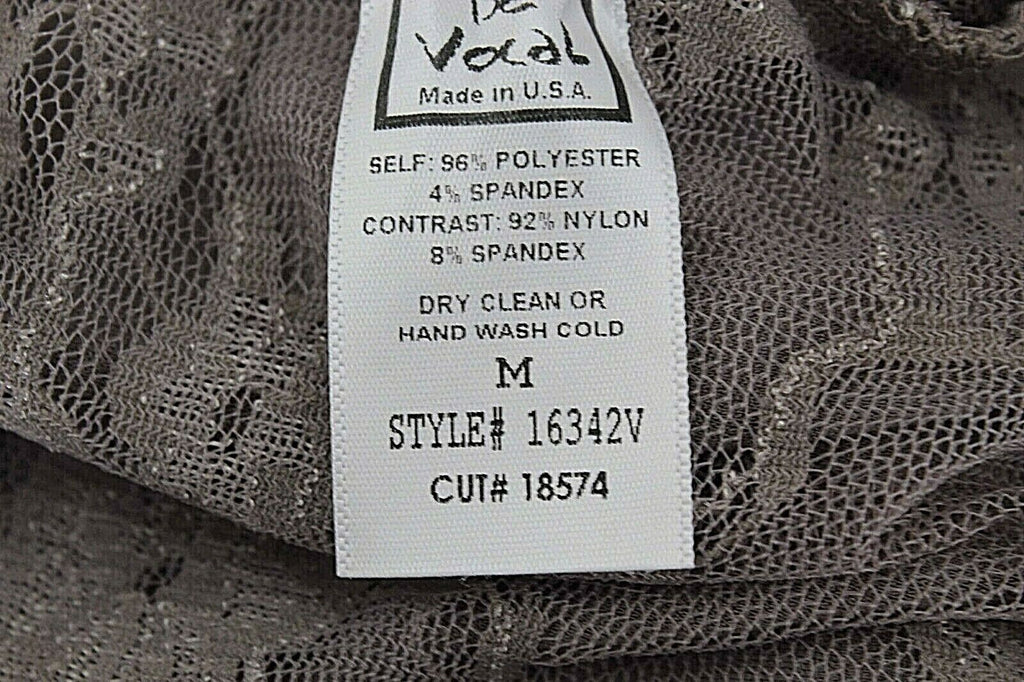 Vocal
Made in U.S.A.
SELF: 96% POLYESTER
4% SPANDEX
CONTRAST: 92% NYLON
8% SPANDEX
DRY CLEAN OR
HAND WASH COLD
M
STYLE# 16342V
CUT# 18574